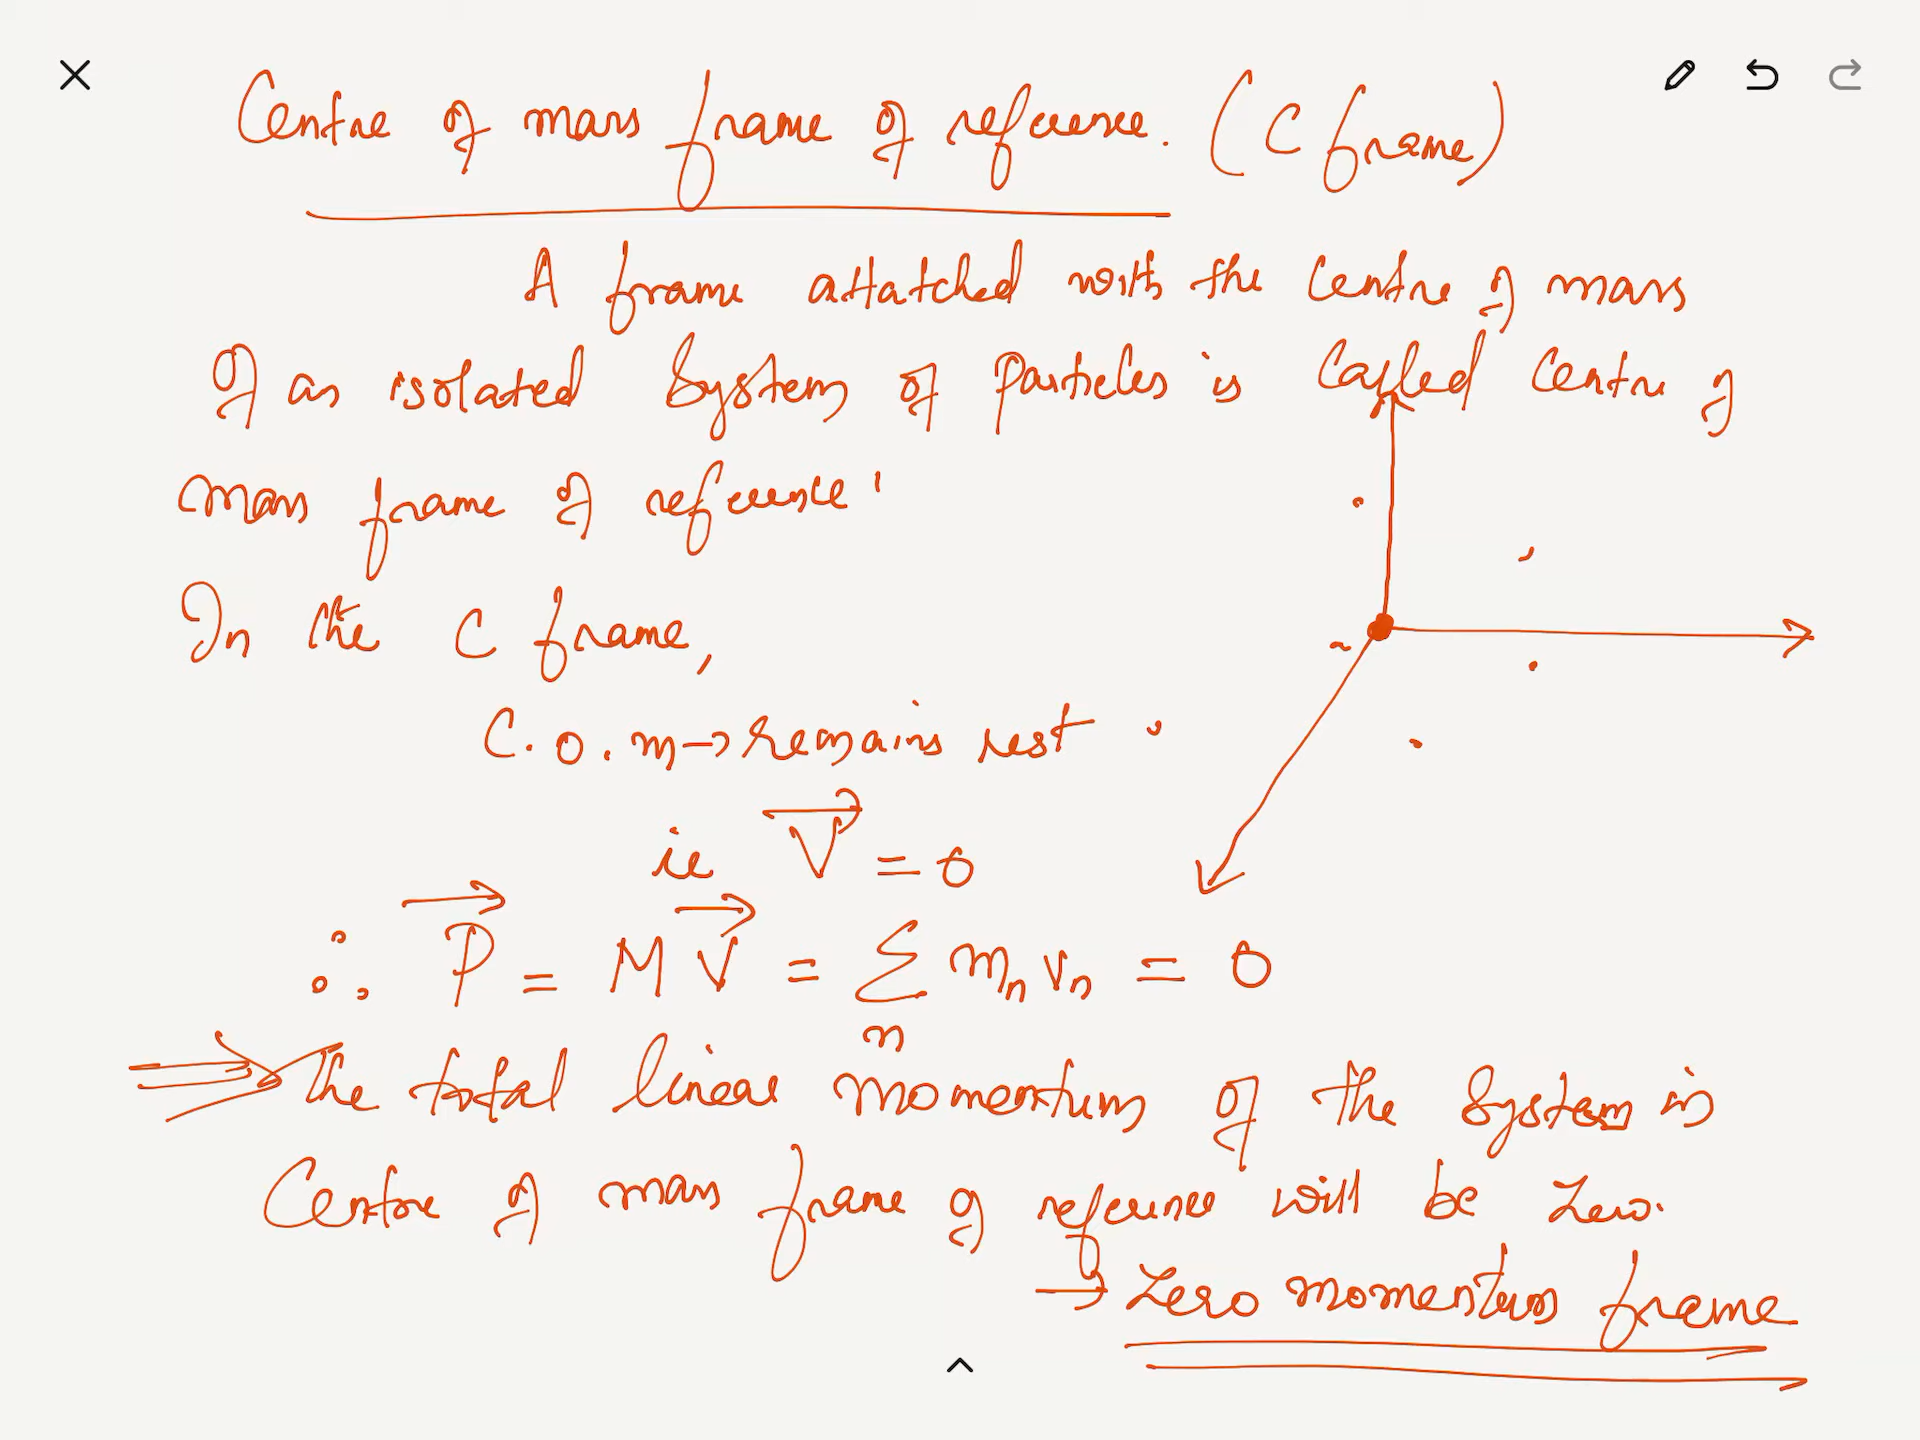 Centre of mass frame of reference. (C frame)
A frame attatched with the centre of mass
of an isolated system of particles is called centre of
mass frame of reference.
In the C frame,
C.O.m → remains rest.
ie V⃗ = 0
∴ P⃗ = M V⃗ = Σ mₙ vₙ = 0
n
⇒ The total linear momentum of the system in
Centre of mass frame of reference will be zero.
→ Zero momentum frame